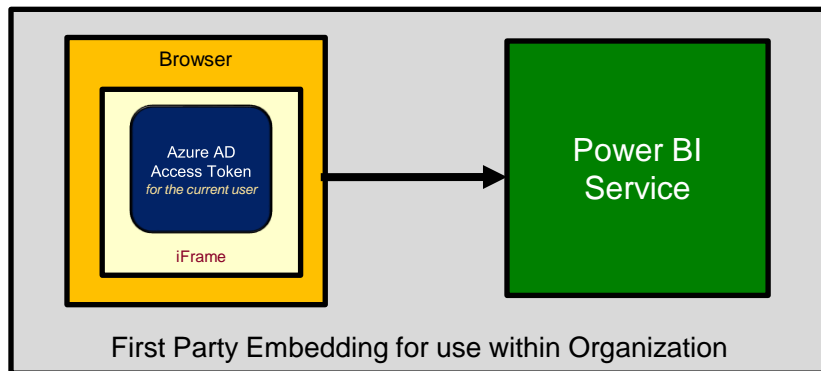 Browser
Azure AD
Access Token
for the current user
iFrame
Power BI
Service
First Party Embedding for use within Organization